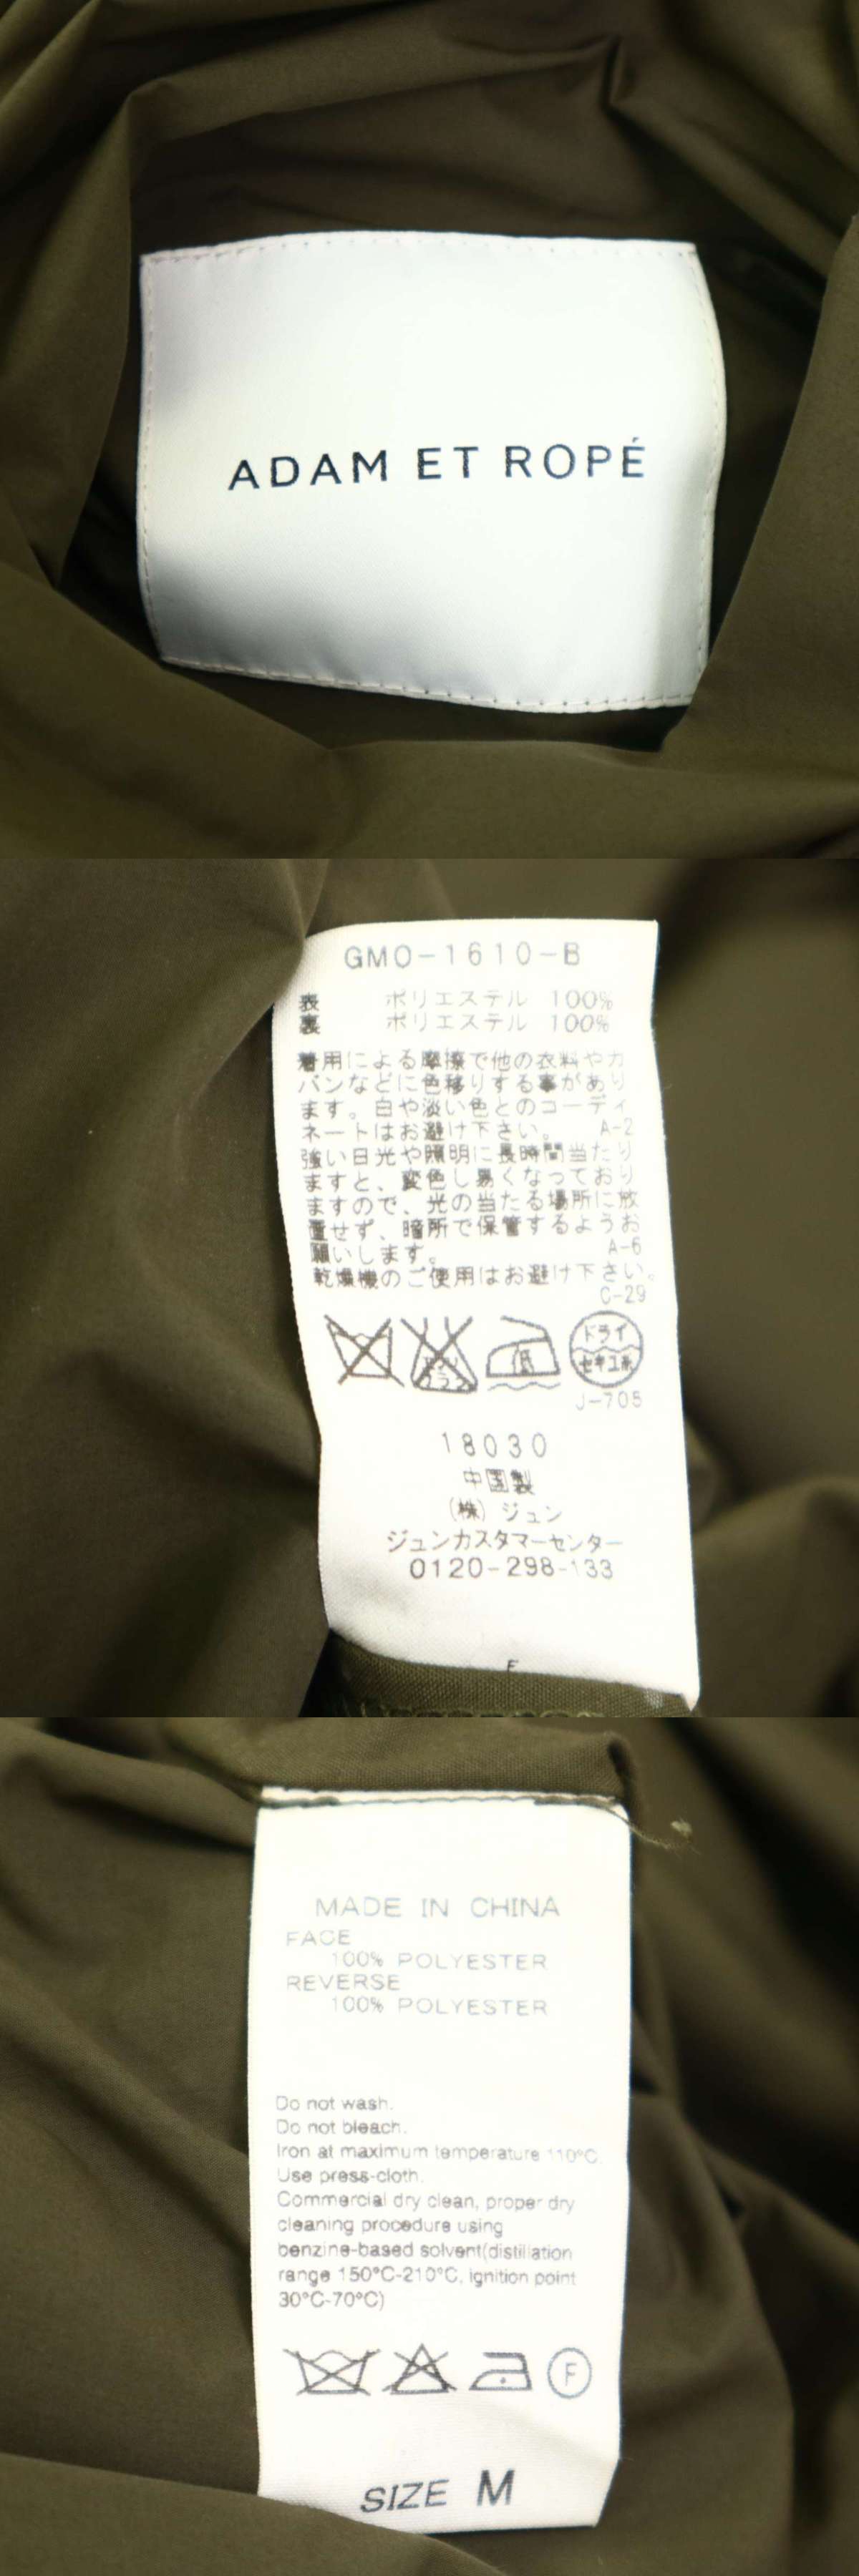 ADAM ET ROPÉ
GMO-1610-B
表 ポリエステル 100%
裏 ポリエステル 100%
着用による摩擦で他の衣料やカ
バンなどに色移りする事があり
ます。白や淡い色とのコーディ
ネートはお避け下さい。 A-2
強い日光や照明に長時間当たり
ますと、変色し易くなっており
ますので、光の当たる場所に放
置せず、暗所で保管するようお
願いします。 A-6
乾燥機のご使用はお避け下さい。
C-29
エンソ
サラシ
低
ドライ
セキユ系
J-705
18030
中国製
(株) ジュン
ジュンカスタマーセンター
0120-298-133
F
MADE IN CHINA
FACE
100% POLYESTER
REVERSE
100% POLYESTER
Do not wash.
Do not bleach.
Iron at maximum temperature 110°C.
Use press-cloth.
Commercial dry clean, proper dry
cleaning procedure using
benzine-based solvent(distillation
range 150°C-210°C, ignition point
30°C-70°C)
F
SIZE M